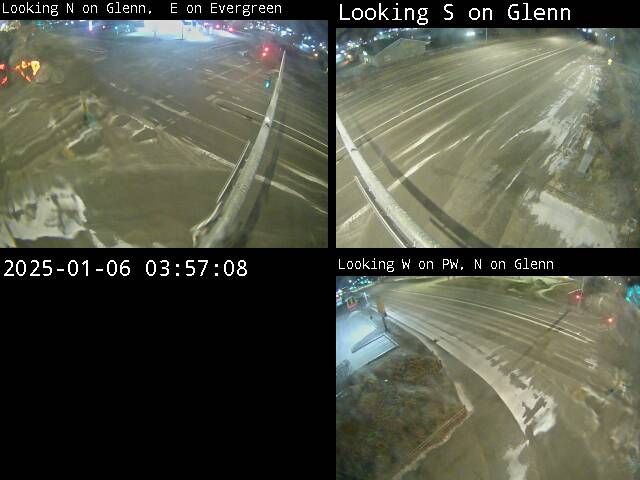 Looking N on Glenn,  E on Evergreen
Looking S on Glenn
2025-01-06 03:57:08
Looking W on PW, N on Glenn